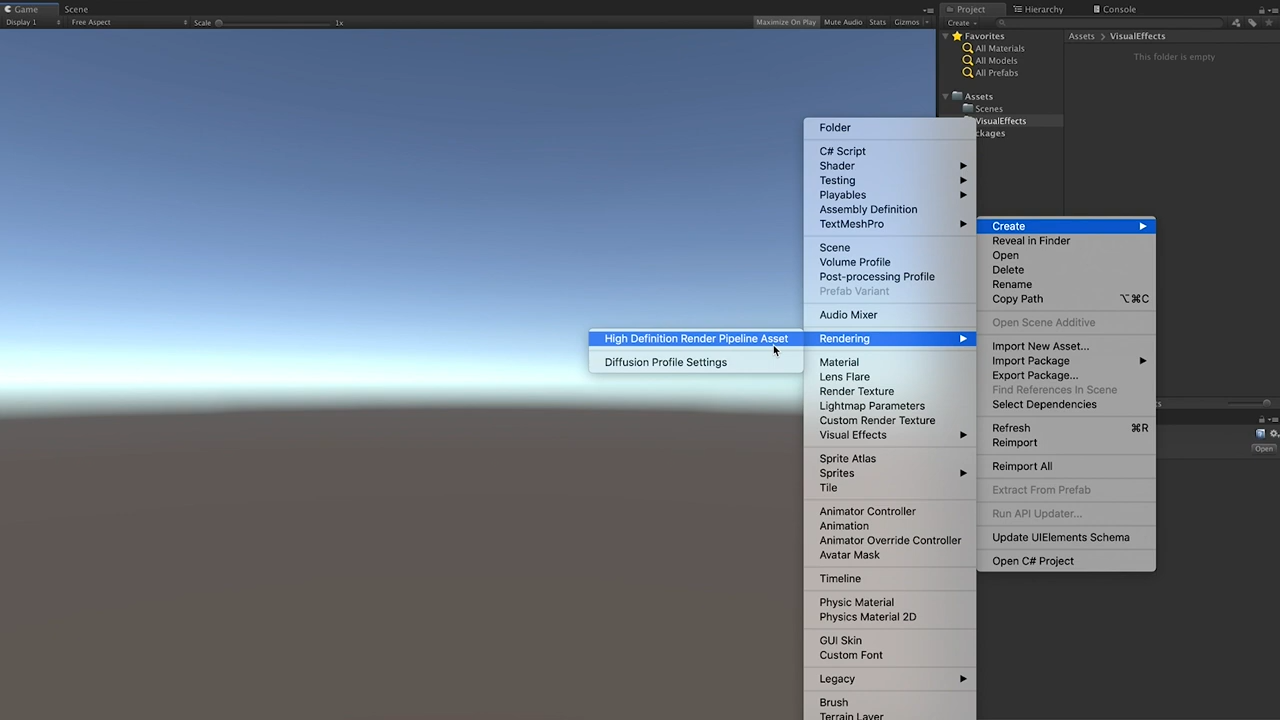 Game
Scene
Project
Hierarchy
Console
Display 1
Free Aspect
Scale
1x
Maximize On Play
Mute Audio
Stats
Gizmos
Create
Favorites
All Materials
All Models
All Prefabs
Assets
Scenes
VisualEffects
ckages
Assets > VisualEffects
This folder is empty
Open
Create
Reveal in Finder
Open
Delete
Rename
Copy Path ⌥⌘C
Open Scene Additive
Import New Asset...
Import Package
Export Package...
Find References In Scene
Select Dependencies
Refresh ⌘R
Reimport
Reimport All
Extract From Prefab
Run API Updater...
Update UIElements Schema
Open C# Project
Folder
C# Script
Shader
Testing
Playables
Assembly Definition
TextMeshPro
Scene
Volume Profile
Post-processing Profile
Prefab Variant
Audio Mixer
Rendering
Material
Lens Flare
Render Texture
Lightmap Parameters
Custom Render Texture
Visual Effects
Sprite Atlas
Sprites
Tile
Animator Controller
Animation
Animator Override Controller
Avatar Mask
Timeline
Physic Material
Physics Material 2D
GUI Skin
Custom Font
Legacy
Brush
Terrain Layer
High Definition Render Pipeline Asset
Diffusion Profile Settings